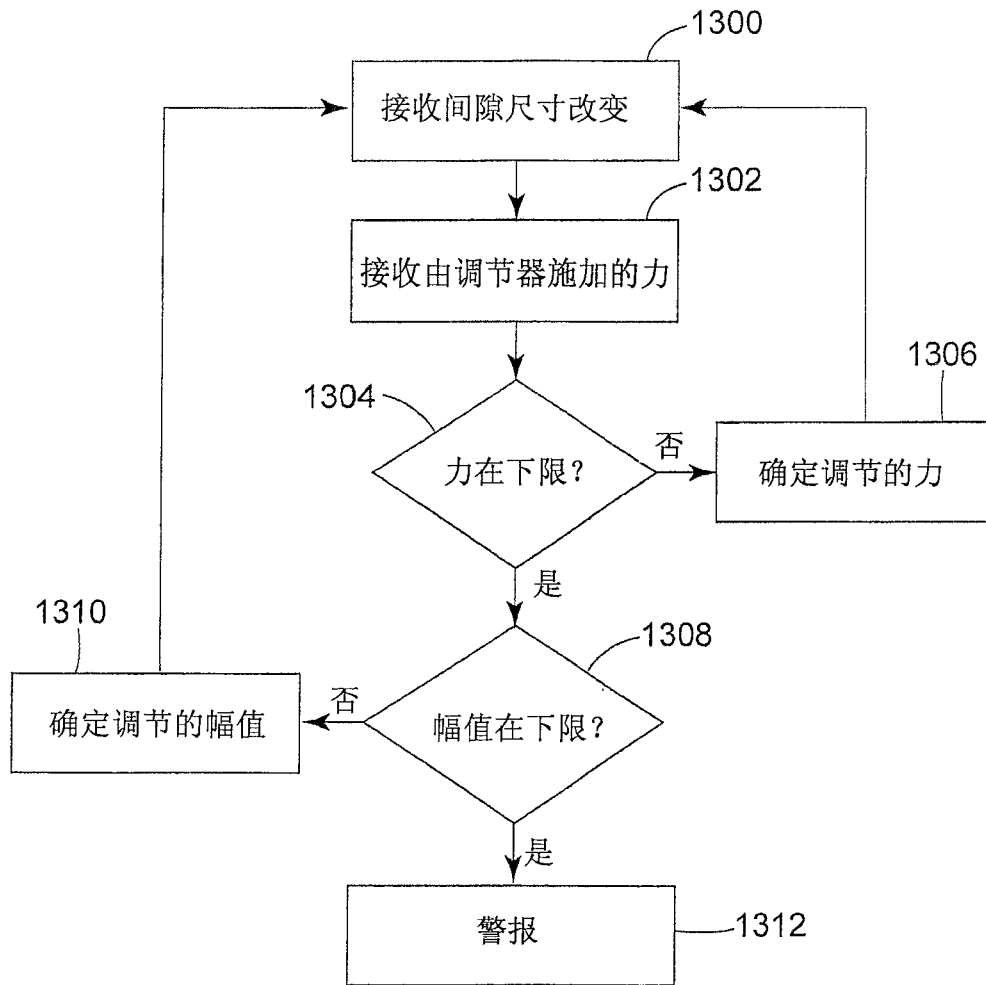 1300
接收间隙尺寸改变
1302
接收由调节器施加的力
1304
力在下限？
否
1306
确定调节的力
是
1308
幅值在下限？
否
1310
确定调节的幅值
是
警报
1312